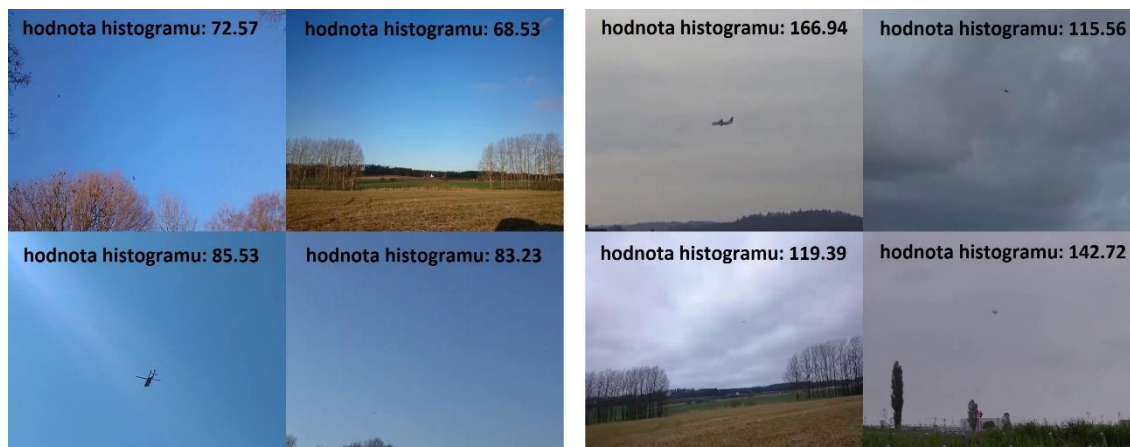 hodnota histogramu: 72.57
hodnota histogramu: 68.53
hodnota histogramu: 166.94
hodnota histogramu: 115.56
hodnota histogramu: 85.53
hodnota histogramu: 83.23
hodnota histogramu: 119.39
hodnota histogramu: 142.72